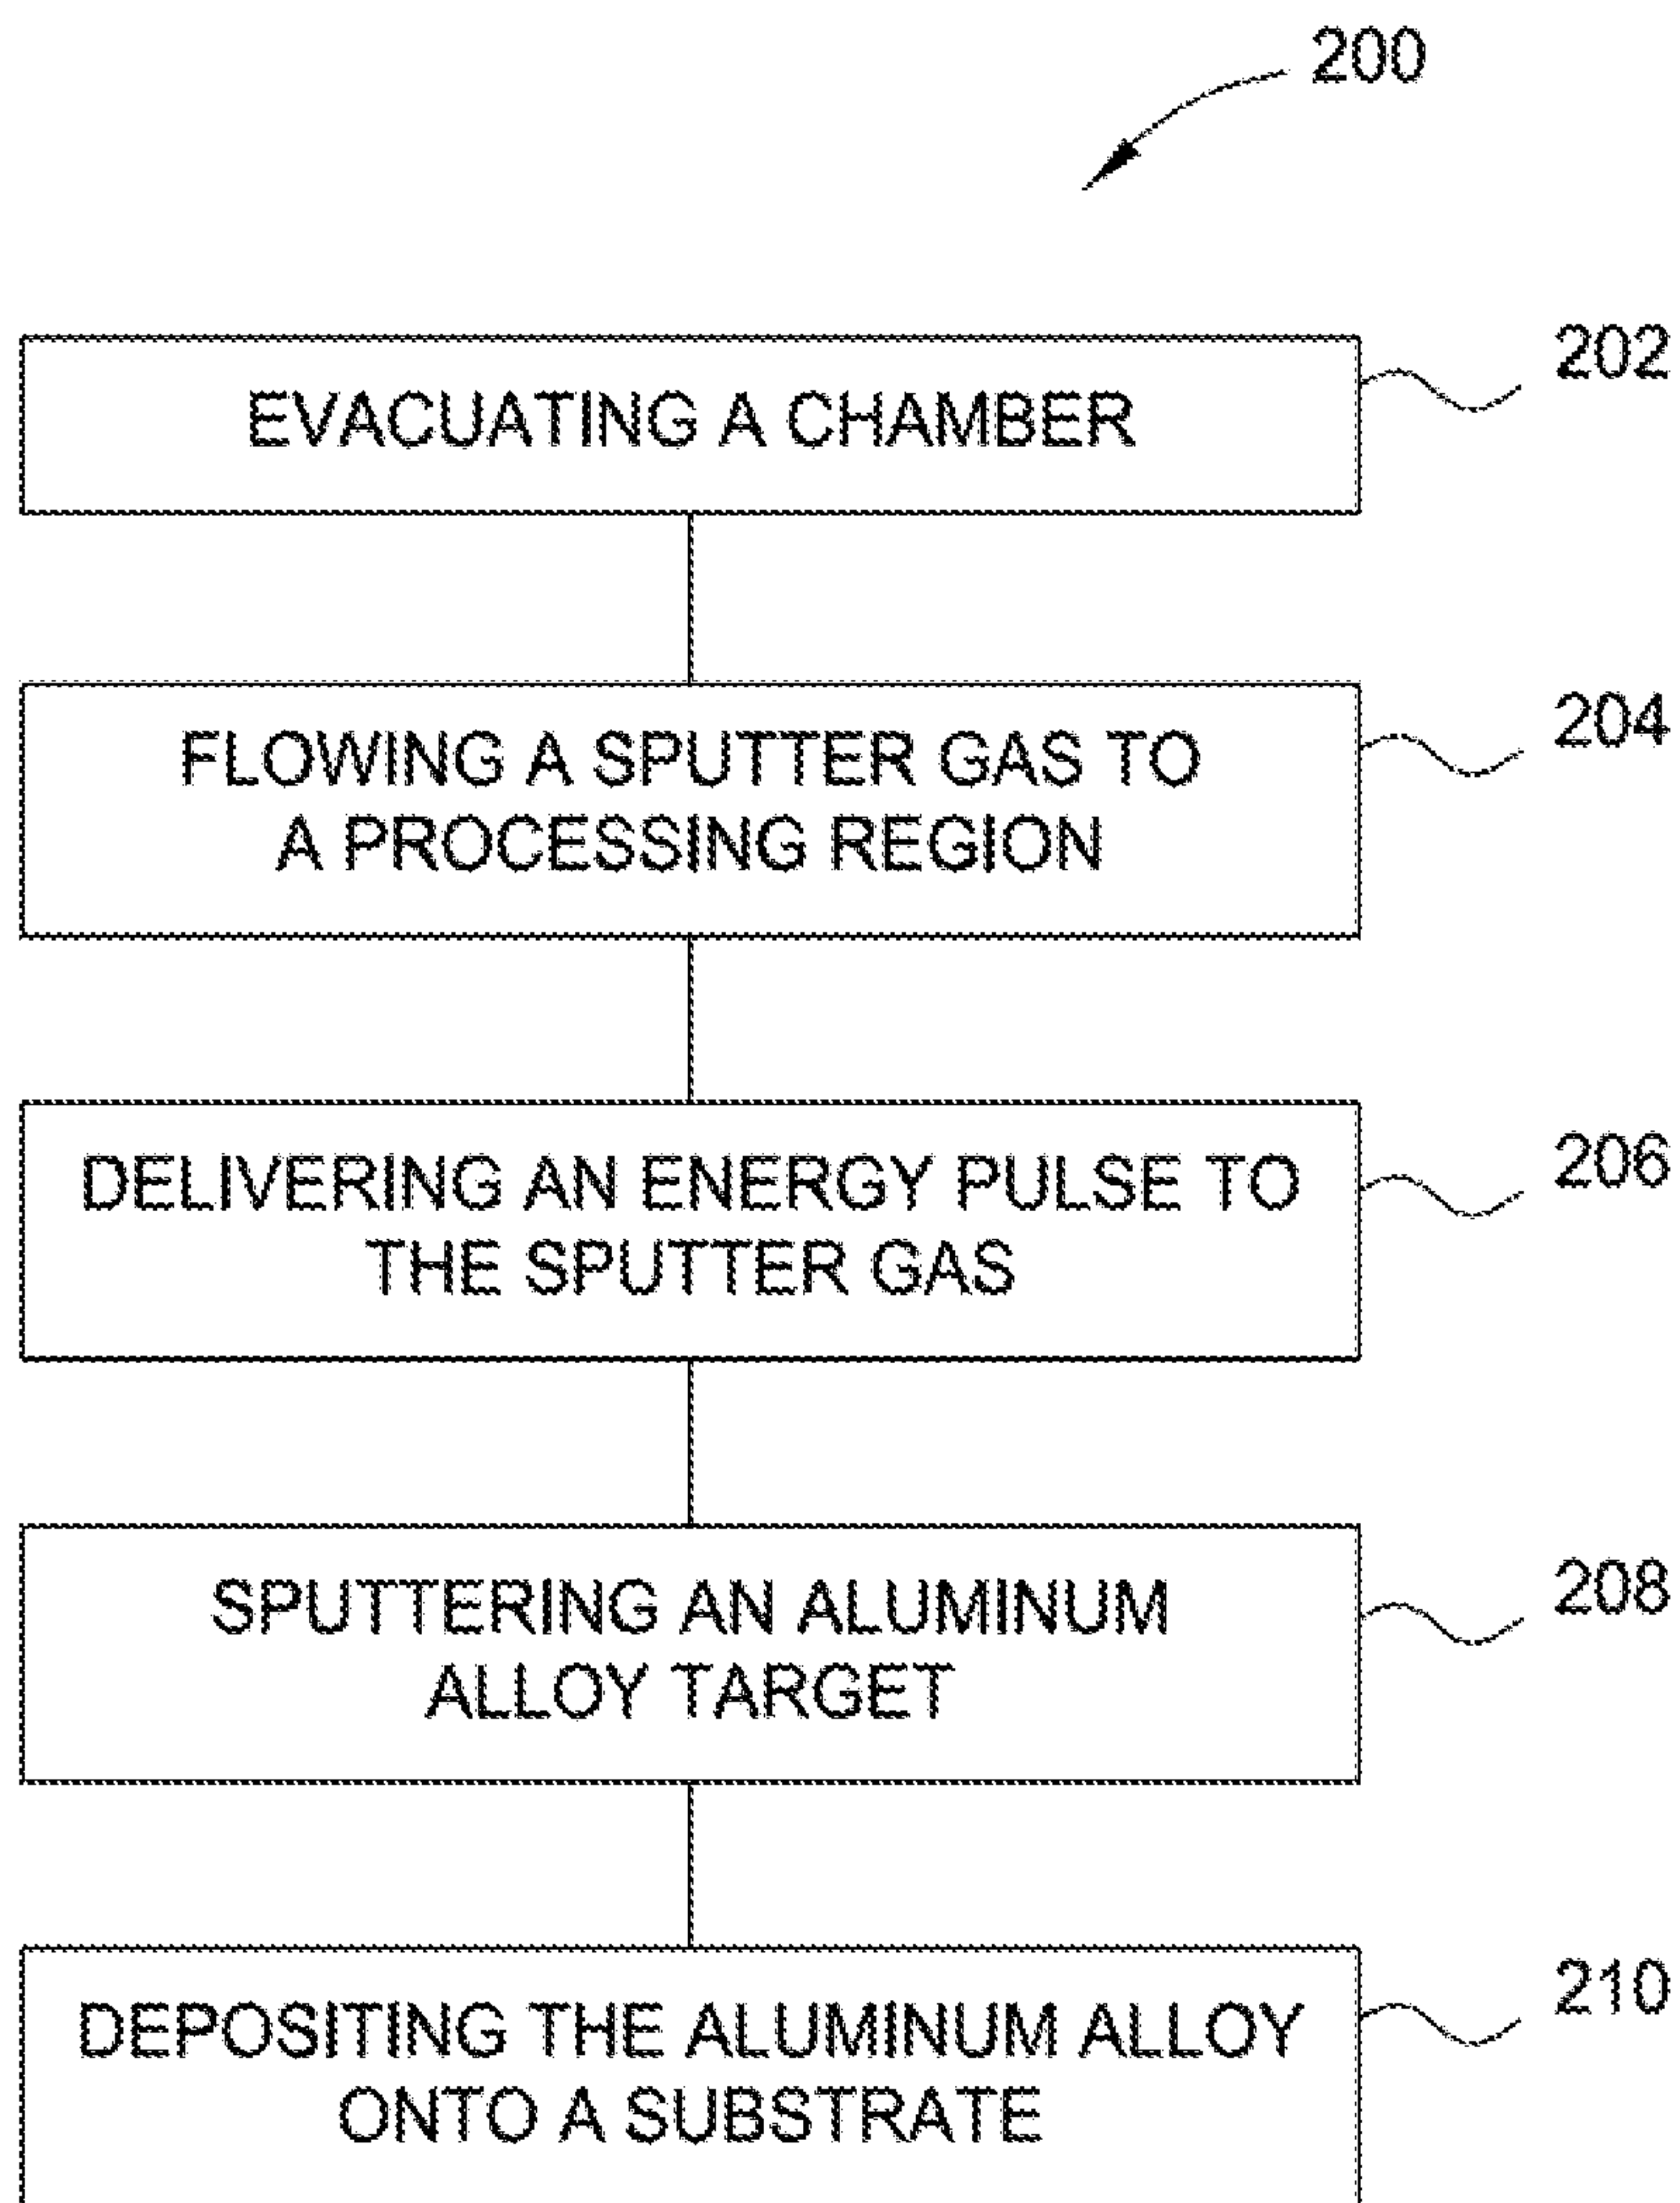 200
EVACUATING A CHAMBER
202
FLOWING A SPUTTER GAS TO
A PROCESSING REGION
204
DELIVERING AN ENERGY PULSE TO
THE SPUTTER GAS
206
SPUTTERING AN ALUMINUM
ALLOY TARGET
208
DEPOSITING THE ALUMINUM ALLOY
ONTO A SUBSTRATE
210